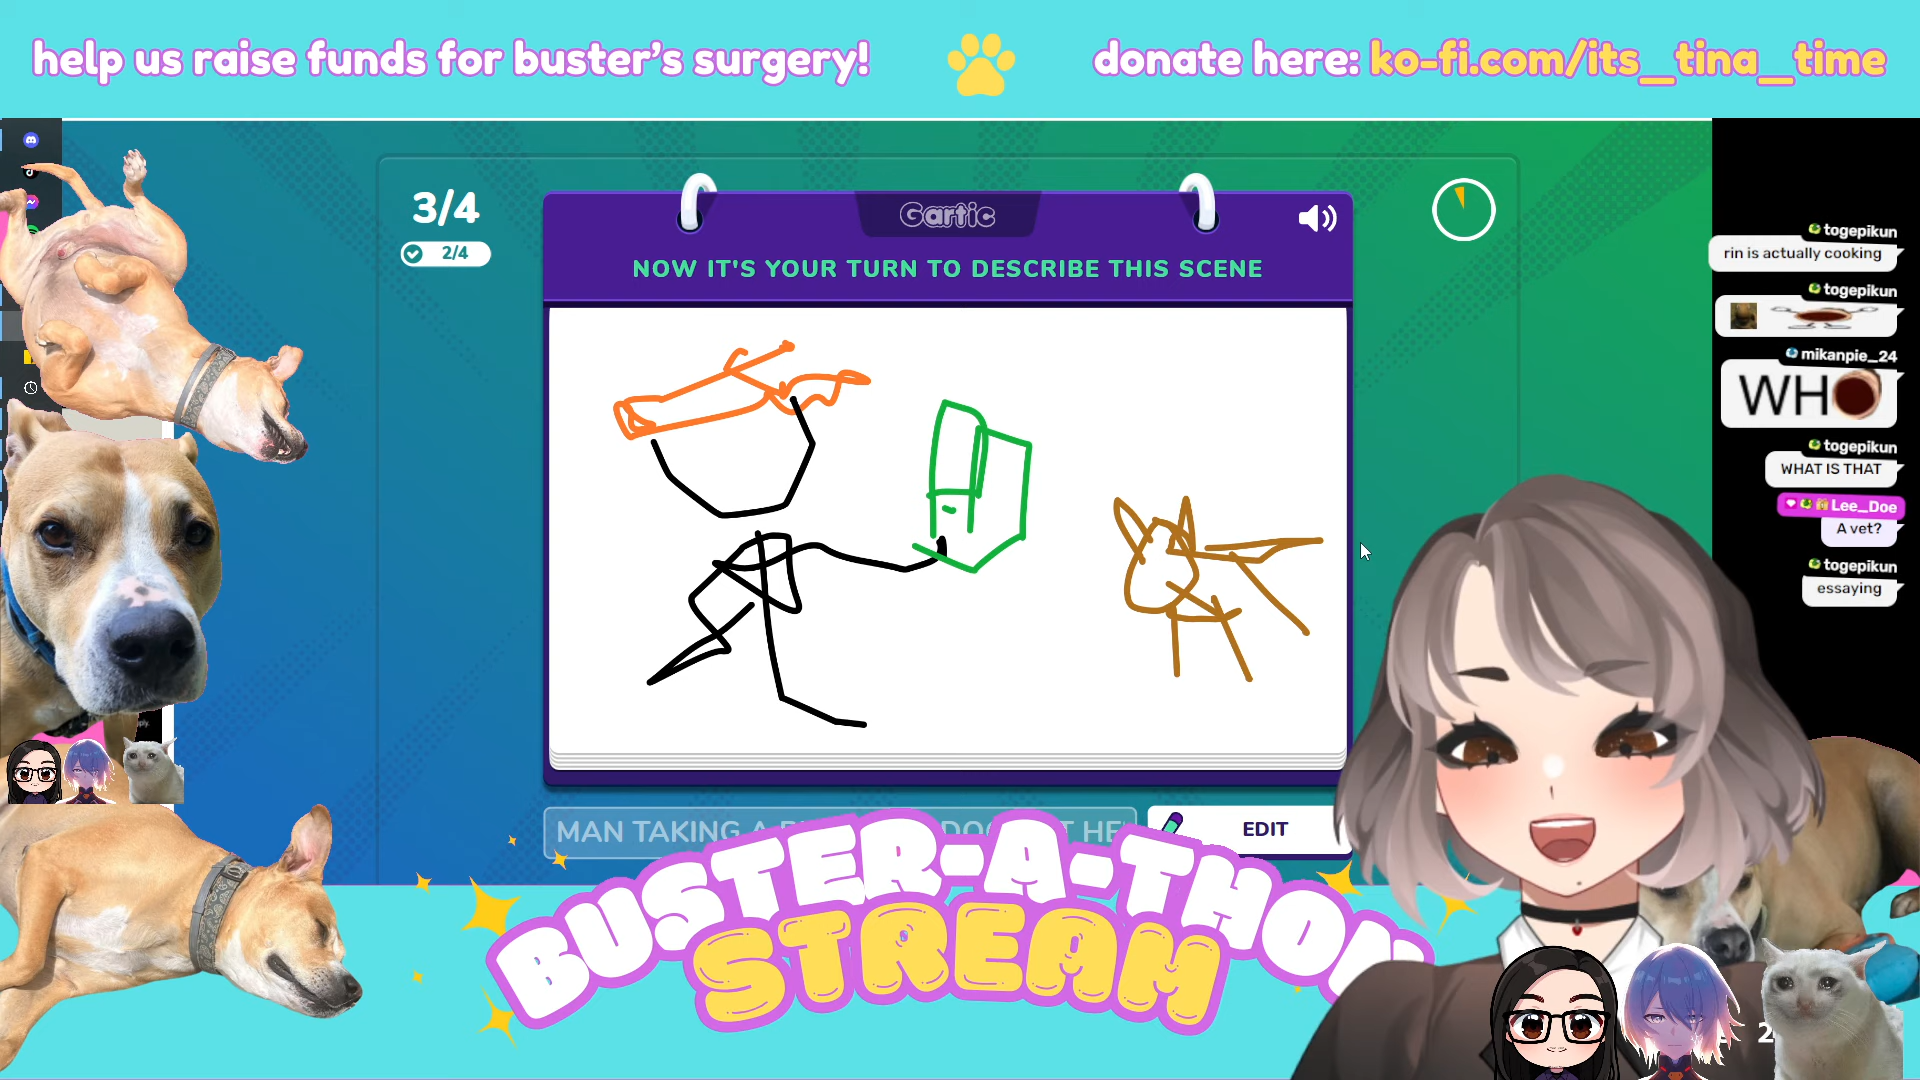 help us raise funds for buster's surgery!
donate here: ko-fi.com/its_tina_time
3/4
2/4
Gartic
NOW IT'S YOUR TURN TO DESCRIBE THIS SCENE
togepikun
rin is actually cooking
togepikun
mikanpie_24
WHO
togepikun
WHAT IS THAT
Lee_Doe
A vet?
togepikun
essaying
MAN TAKING A
EDIT
BUSTER-A-THON
STREAM